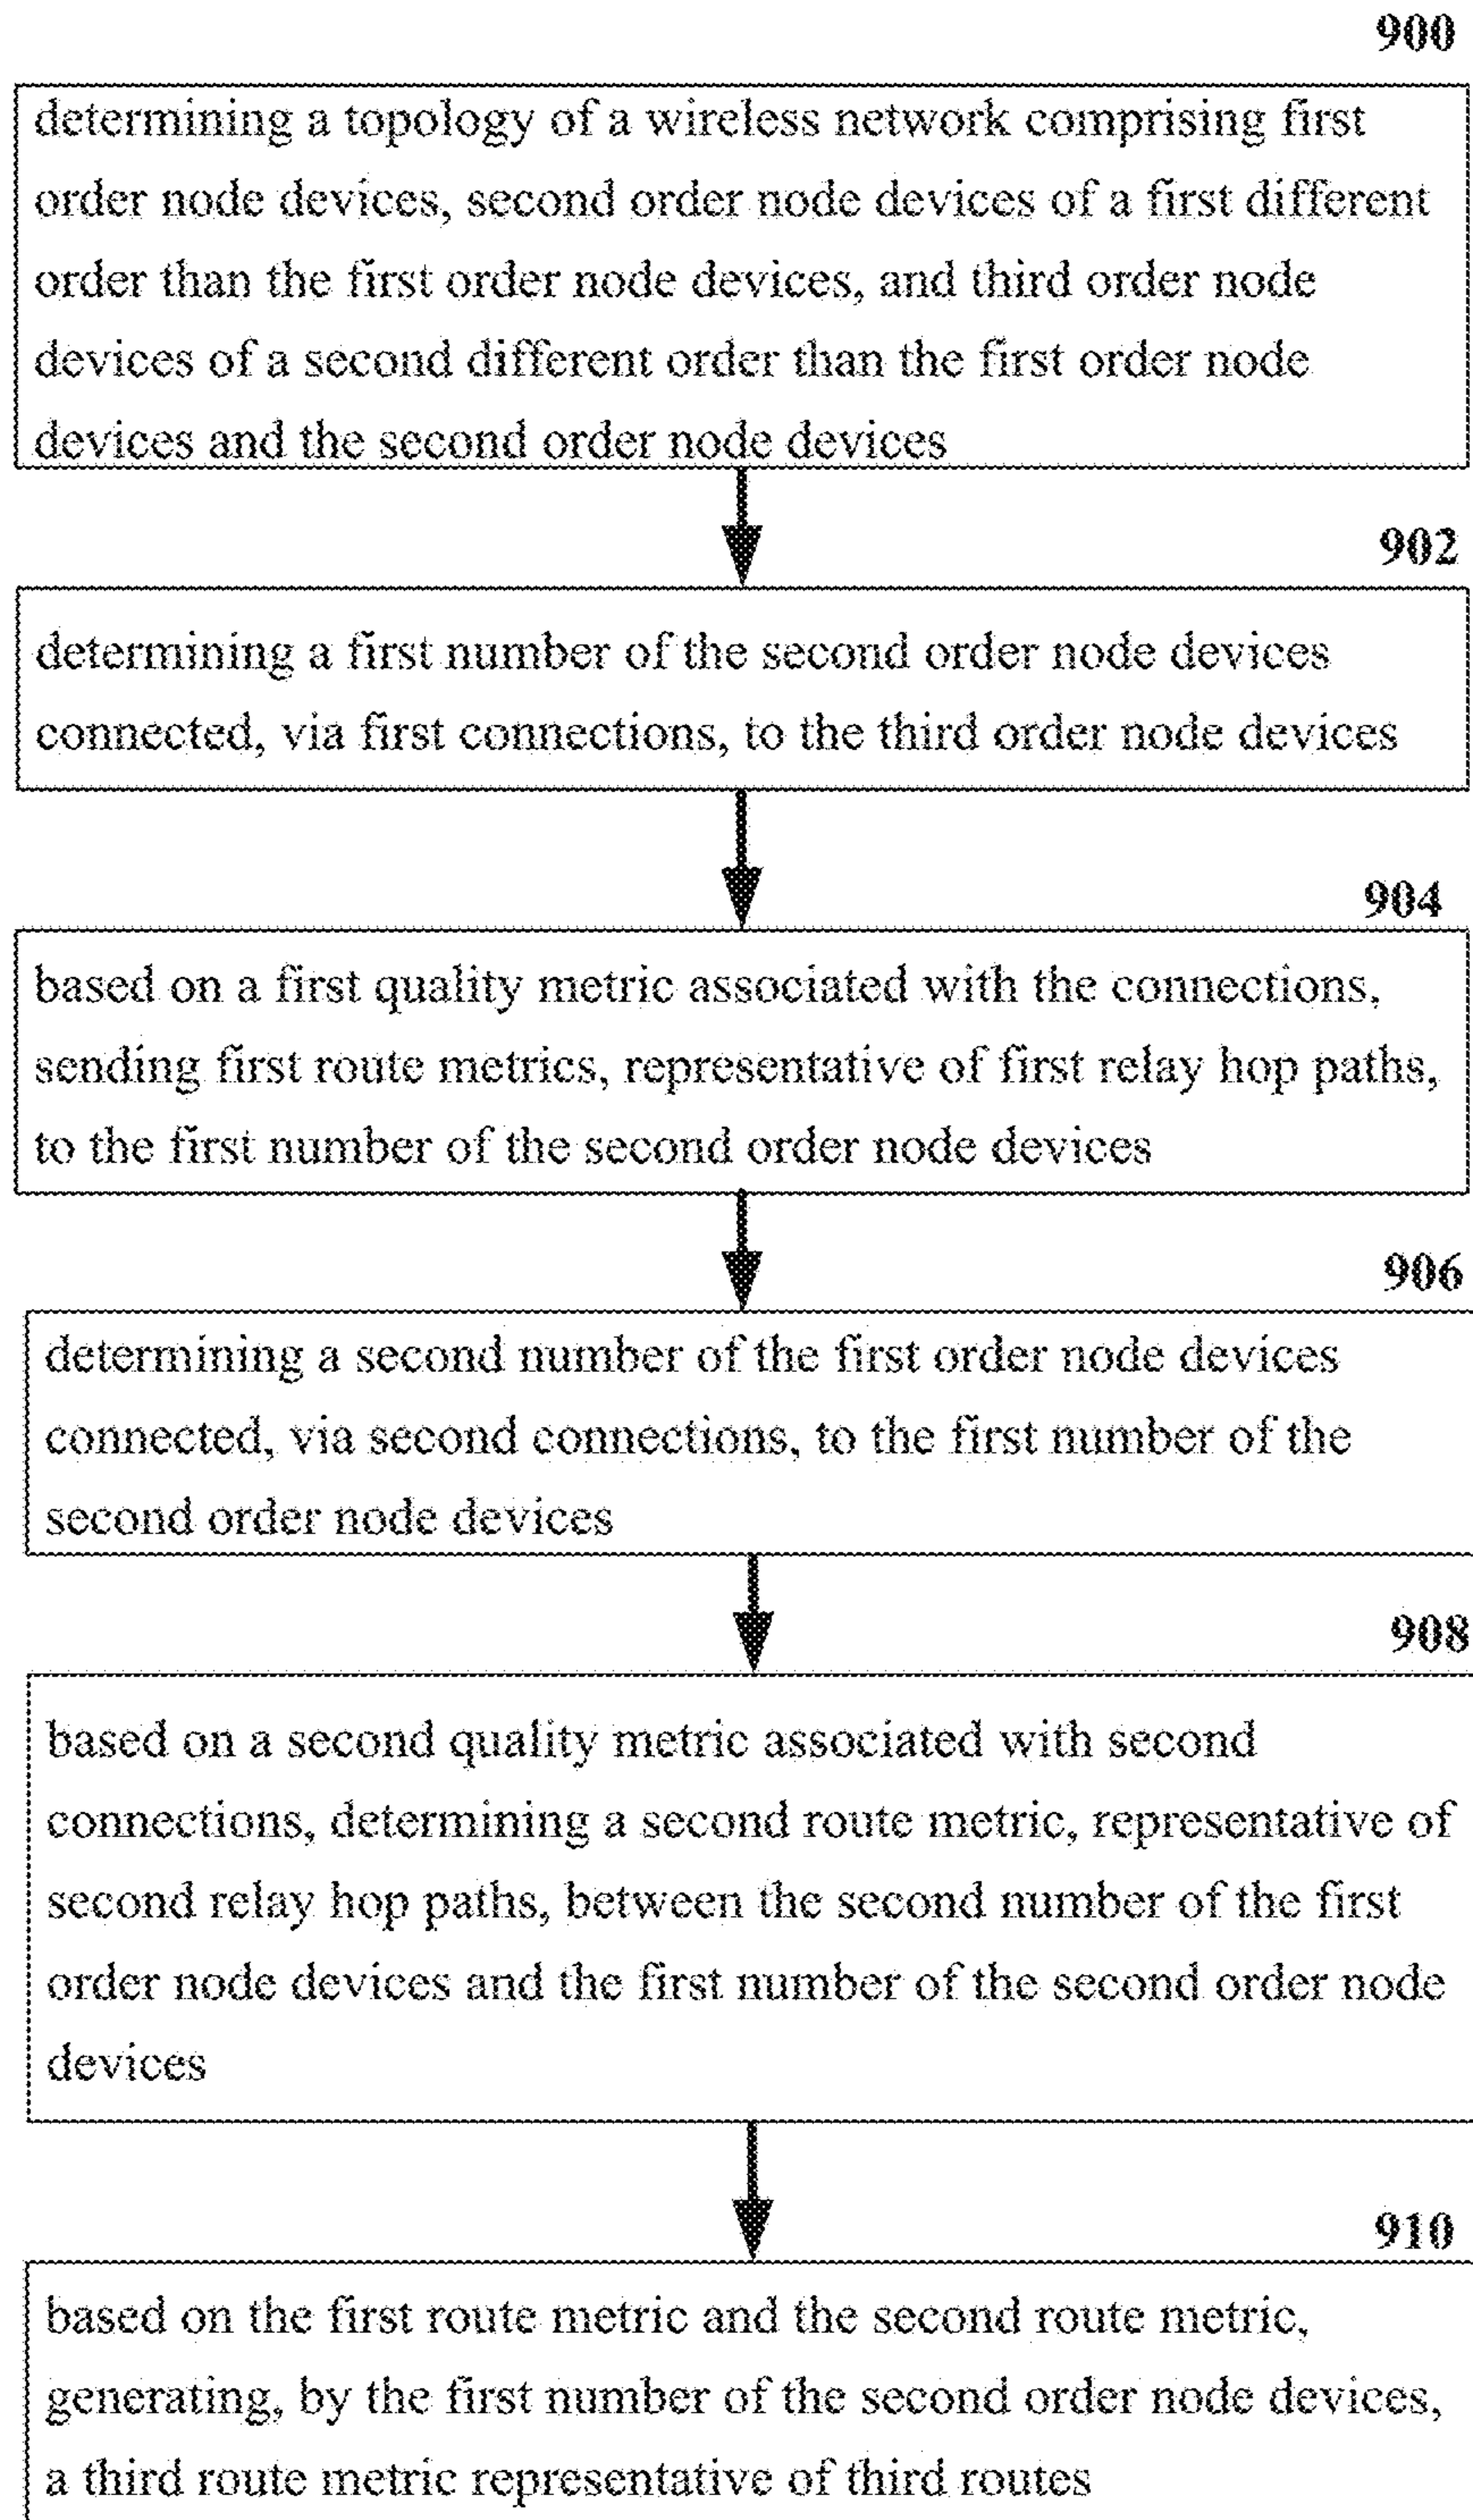 900
determining a topology of a wireless network comprising first
order node devices, second order node devices of a first different
order than the first order node devices, and third order node
devices of a second different order than the first order node
devices and the second order node devices
902
determining a first number of the second order node devices
connected, via first connections, to the third order node devices
904
based on a first quality metric associated with the connections,
sending first route metrics, representative of first relay hop paths,
to the first number of the second order node devices
906
determining a second number of the first order node devices
connected, via second connections, to the first number of the
second order node devices
908
based on a second quality metric associated with second
connections, determining a second route metric, representative of
second relay hop paths, between the second number of the first
order node devices and the first number of the second order node
devices
910
based on the first route metric and the second route metric,
generating, by the first number of the second order node devices,
a third route metric representative of third routes